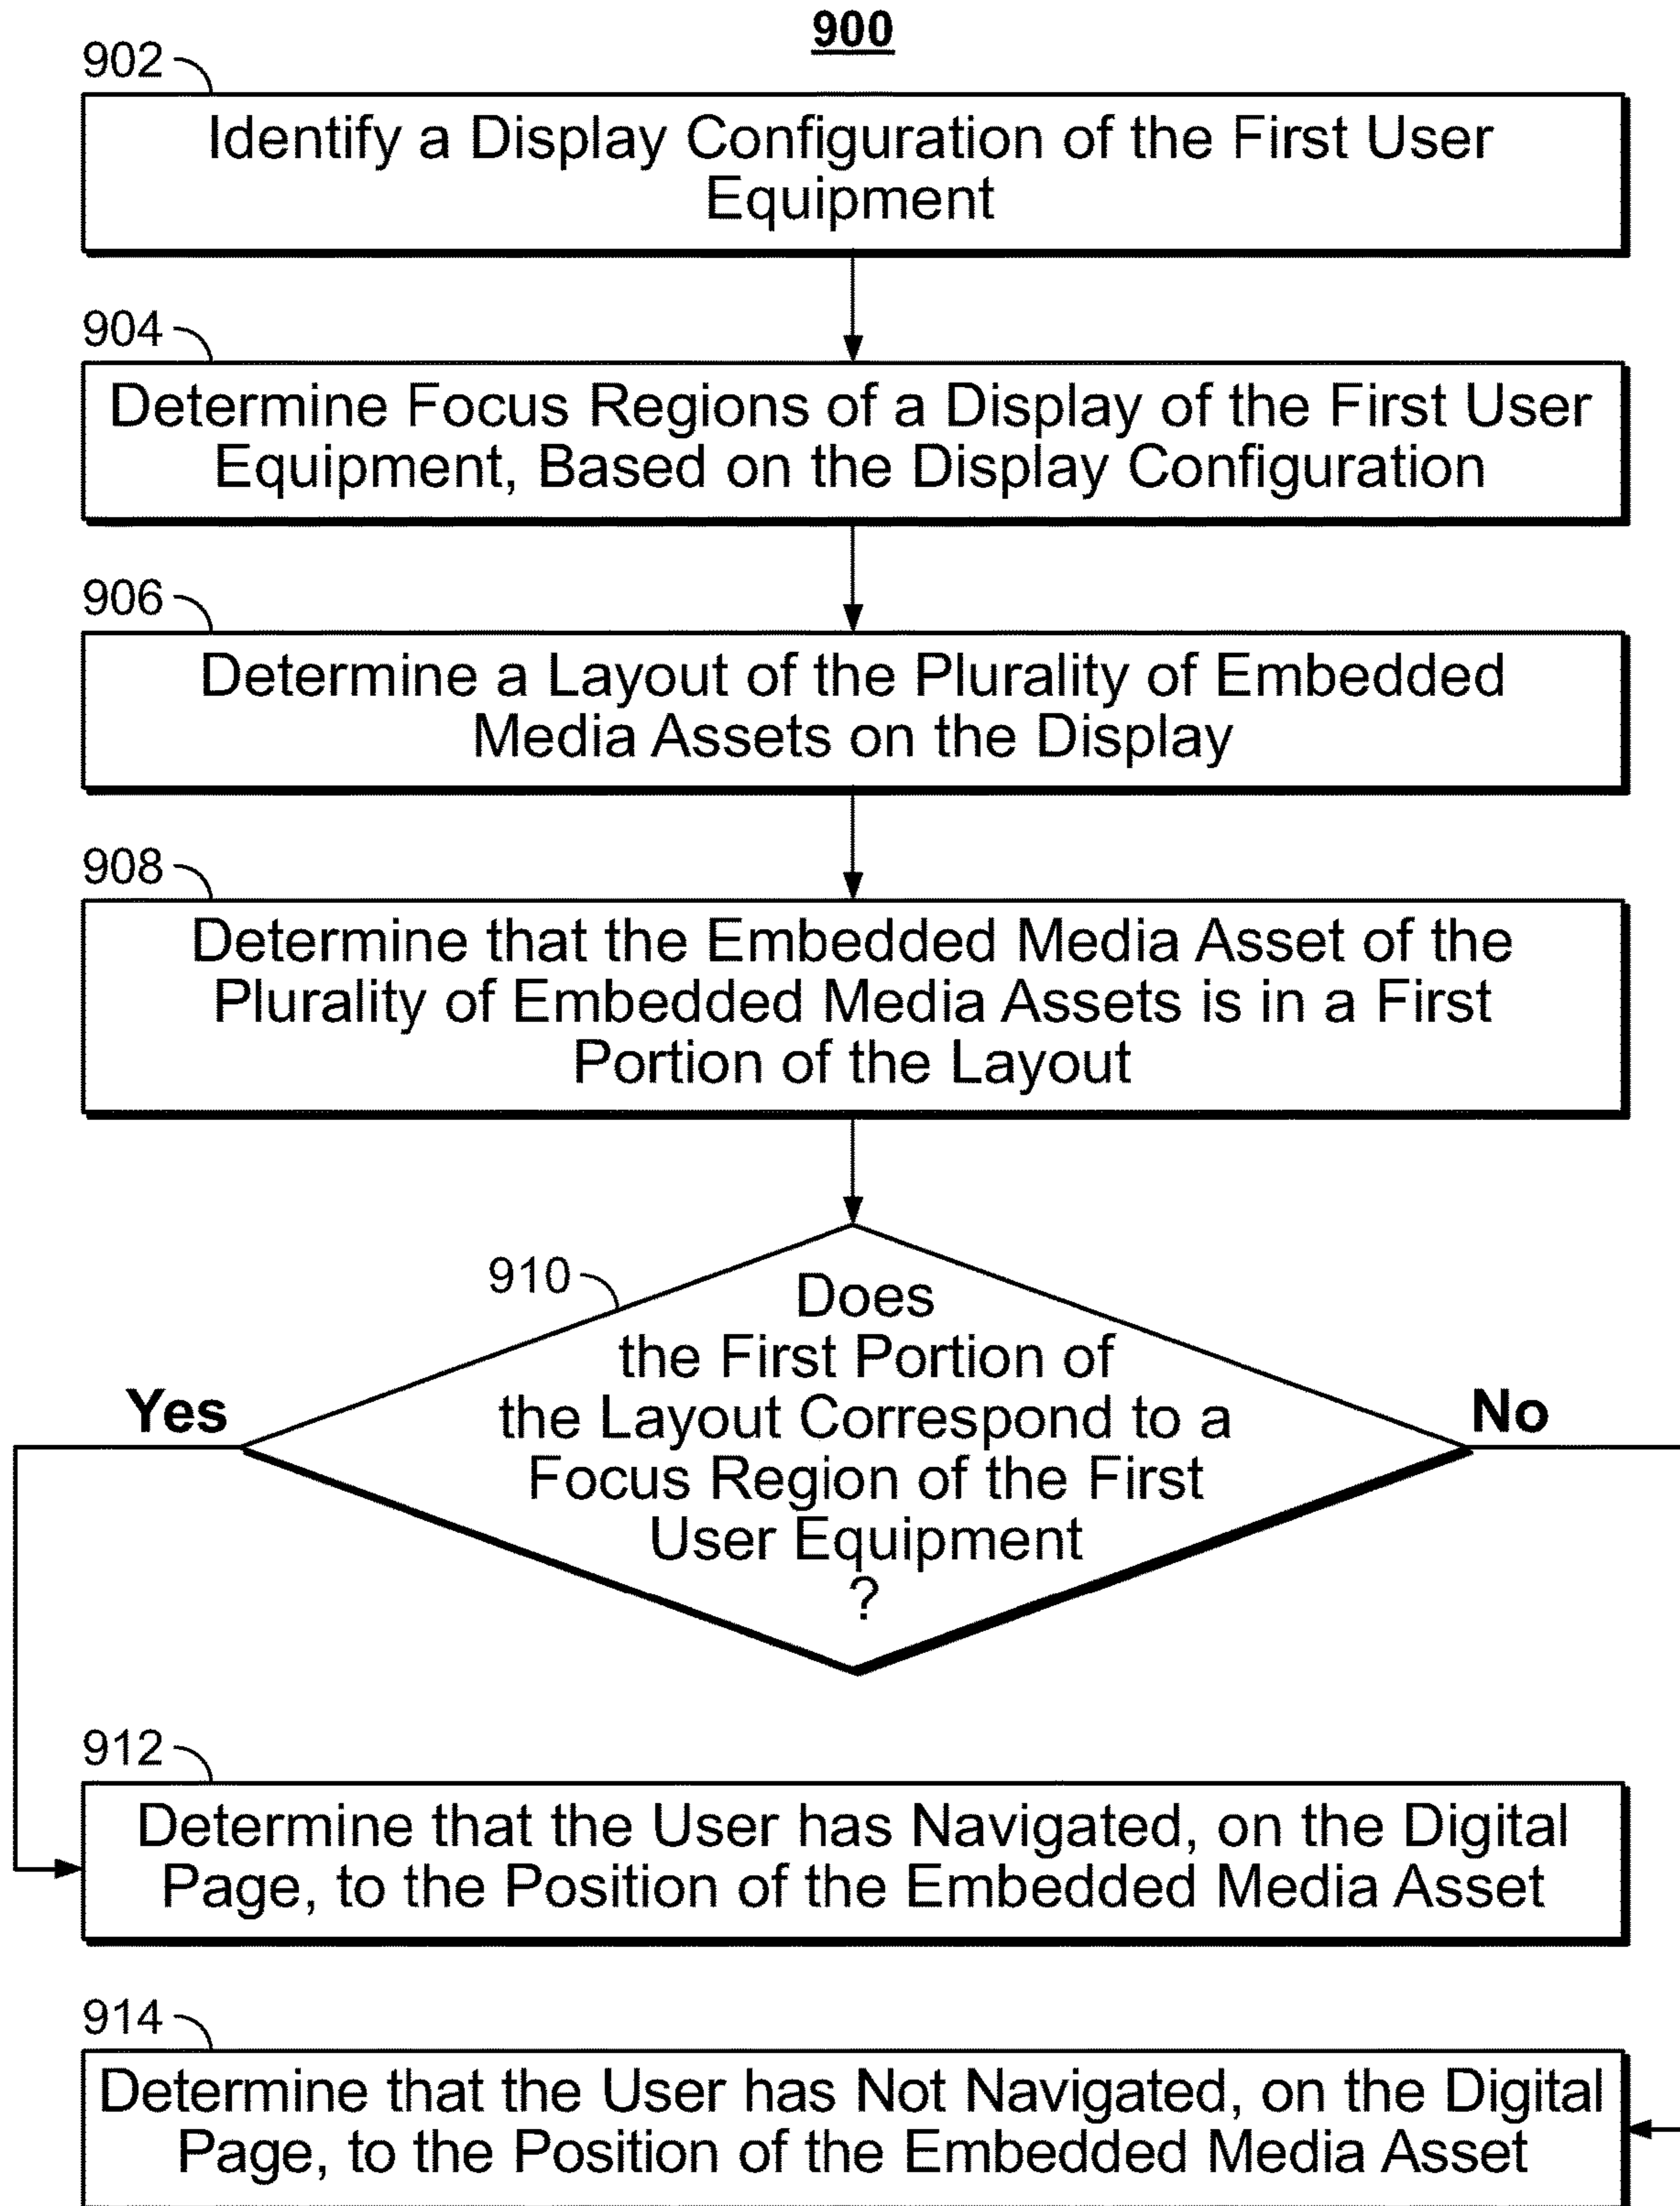 900
902
Identify a Display Configuration of the First User
Equipment
904
Determine Focus Regions of a Display of the First User
Equipment, Based on the Display Configuration
906
Determine a Layout of the Plurality of Embedded
Media Assets on the Display
908
Determine that the Embedded Media Asset of the
Plurality of Embedded Media Assets is in a First
Portion of the Layout
910
Does
the First Portion of
the Layout Correspond to a
Focus Region of the First
User Equipment
?
Yes
No
912
Determine that the User has Navigated, on the Digital
Page, to the Position of the Embedded Media Asset
914
Determine that the User has Not Navigated, on the Digital
Page, to the Position of the Embedded Media Asset